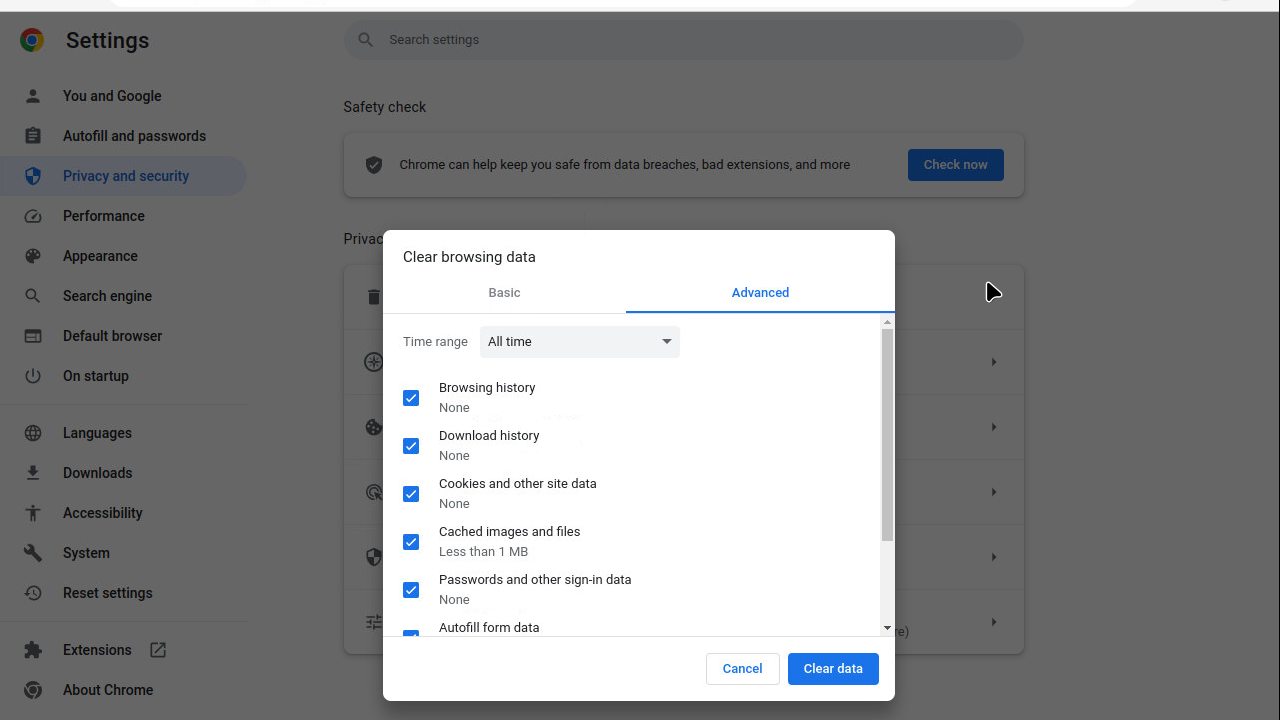 Settings
Search settings
You and Google
Autofill and passwords
Privacy and security
Performance
Appearance
Search engine
Default browser
On startup
Languages
Downloads
Accessibility
System
Reset settings
Extensions
About Chrome
Safety check
Chrome can help keep you safe from data breaches, bad extensions, and more
Check now
Clear browsing data
Basic
Advanced
Time range
All time
Browsing history
None
Download history
None
Cookies and other site data
None
Cached images and files
Less than 1 MB
Passwords and other sign-in data
None
Autofill form data
Cancel
Clear data